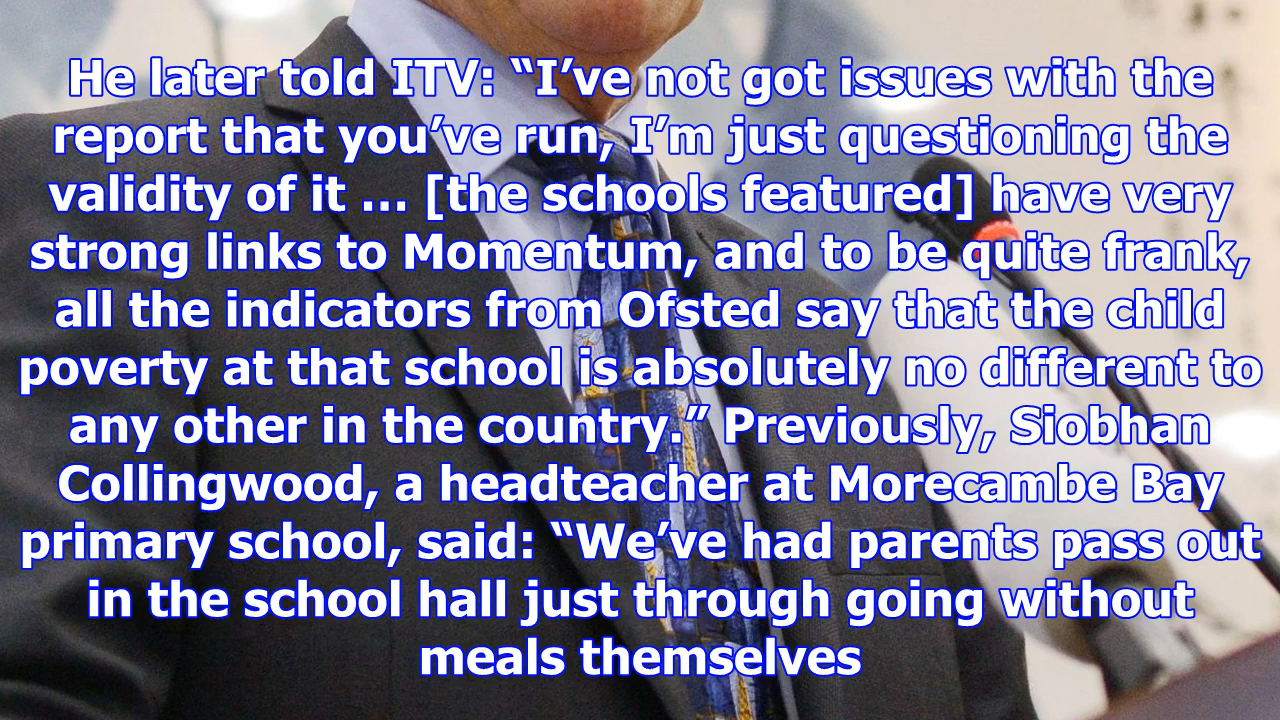 He later told ITV: “I’ve not got issues with the
report that you’ve run, I’m just questioning the
validity of it ... [the schools featured] have very
strong links to Momentum, and to be quite frank,
all the indicators from Ofsted say that the child
poverty at that school is absolutely no different to
any other in the country.” Previously, Siobhan
Collingwood, a headteacher at Morecambe Bay
primary school, said: “We’ve had parents pass out
in the school hall just through going without
meals themselves